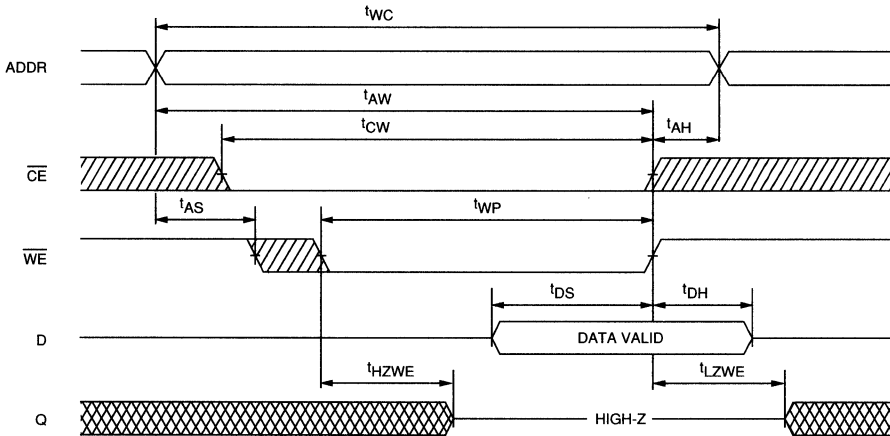 tWC
ADDR
tAW
tCW
tAH
CE
tAS
tWP
WE
tDS
tDH
D
DATA VALID
tHZWE
tLZWE
Q
HIGH-Z